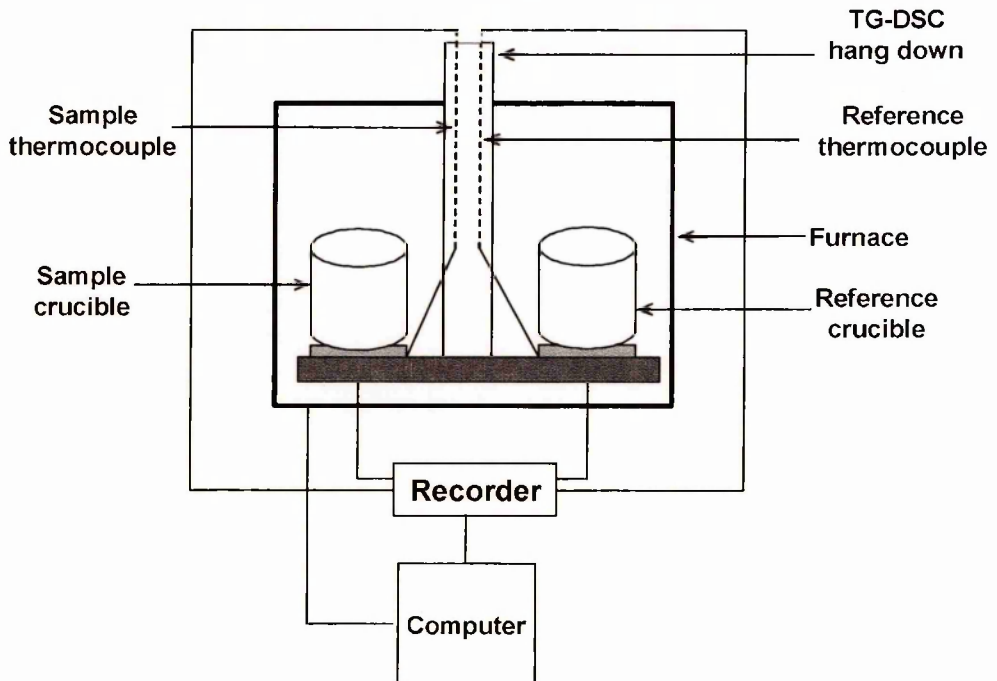 TG-DSC
hang down
Sample
thermocouple
Reference
thermocouple
Furnace
Sample
crucible
Reference
crucible
Recorder
Computer